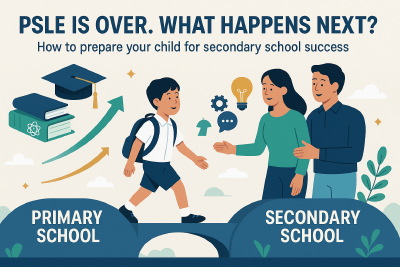 PSLE IS OVER. WHAT HAPPENS NEXT?
How to prepare your child for secondary school success
PRIMARY
SCHOOL
SECONDARY
SCHOOL